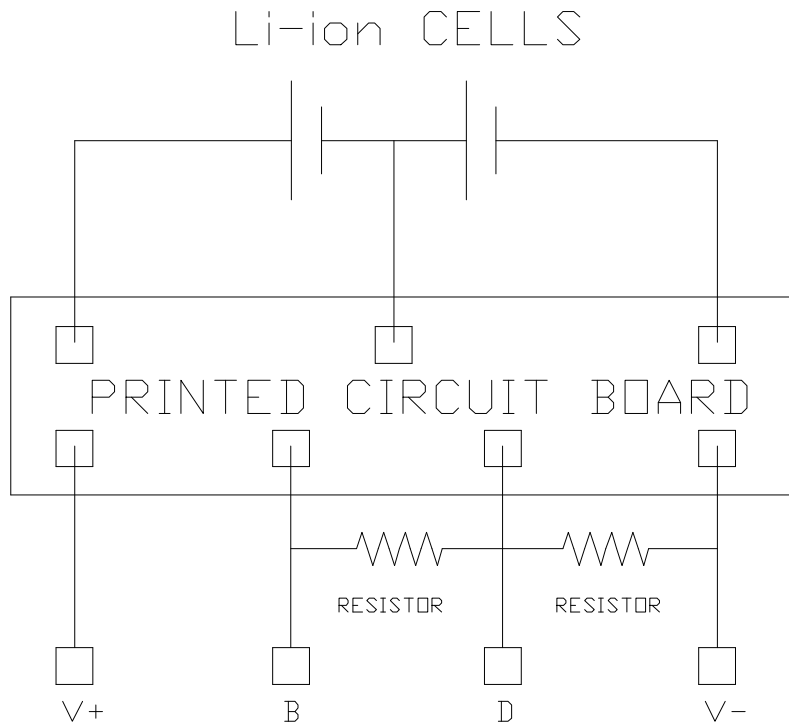 Li-ion CELLS
PRINTED CIRCUIT BOARD
RESISTOR RESISTOR
V+ B D V-